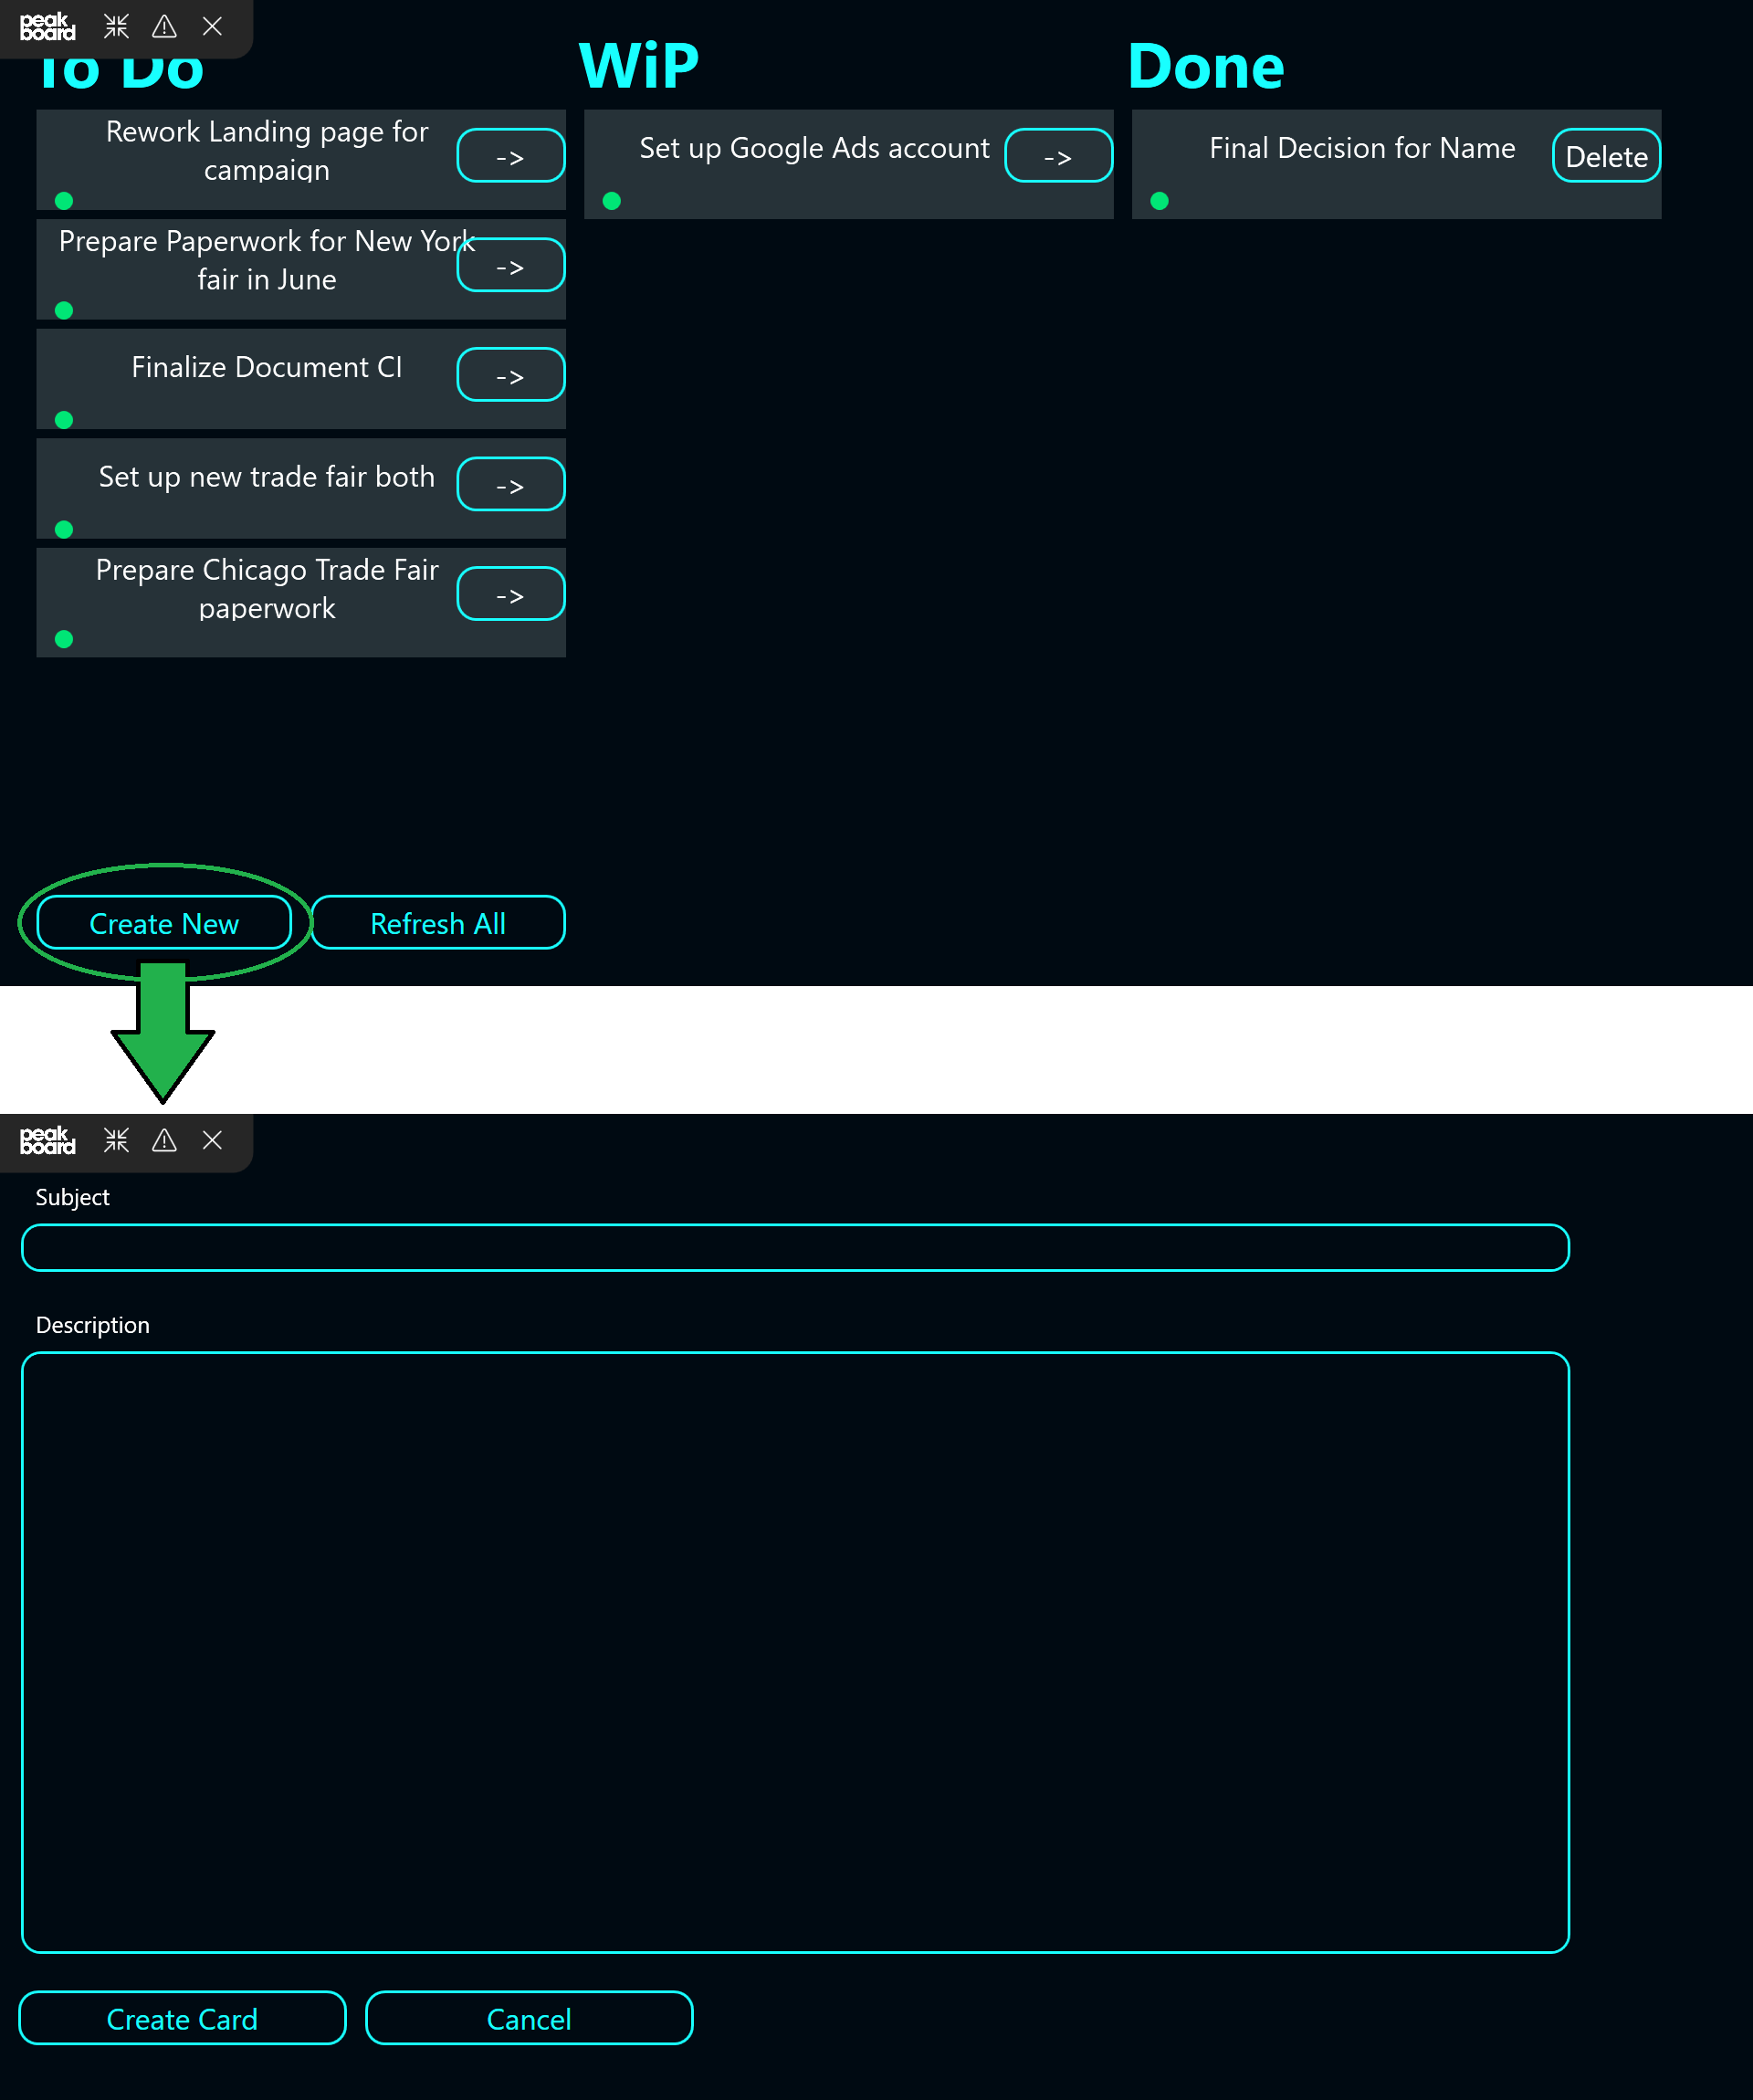 peak
board
To Do
WiP
Done
Rework Landing page for
campaign
->
Prepare Paperwork for New York
fair in June
->
Finalize Document CI
->
Set up new trade fair both
->
Prepare Chicago Trade Fair
paperwork
->
Set up Google Ads account
->
Final Decision for Name
Delete
Create New
Refresh All
peak
board
Subject
Description
Create Card
Cancel